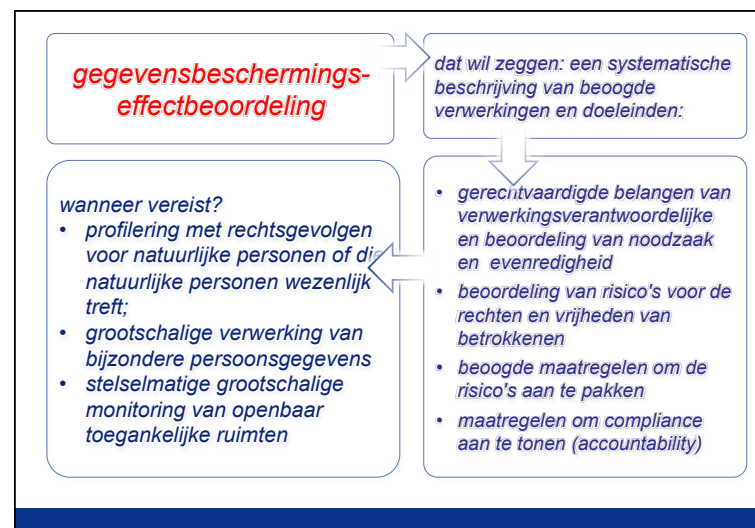 gegevensbeschermings-
effectbeoordeling
dat wil zeggen: een systematische
beschrijving van beoogde
verwerkingen en doeleinden:
• gerechtvaardigde belangen van
verwerkingsverantwoordelijke
en beoordeling van noodzaak
en evenredigheid
• beoordeling van risico's voor de
rechten en vrijheden van
betrokkenen
• beoogde maatregelen om de
risico's aan te pakken
• maatregelen om compliance
aan te tonen (accountability)
wanneer vereist?
• profilering met rechtsgevolgen
voor natuurlijke personen of die
natuurlijke personen wezenlijk
treft;
• grootschalige verwerking van
bijzondere persoonsgegevens
• stelselmatige grootschalige
monitoring van openbaar
toegankelijke ruimten